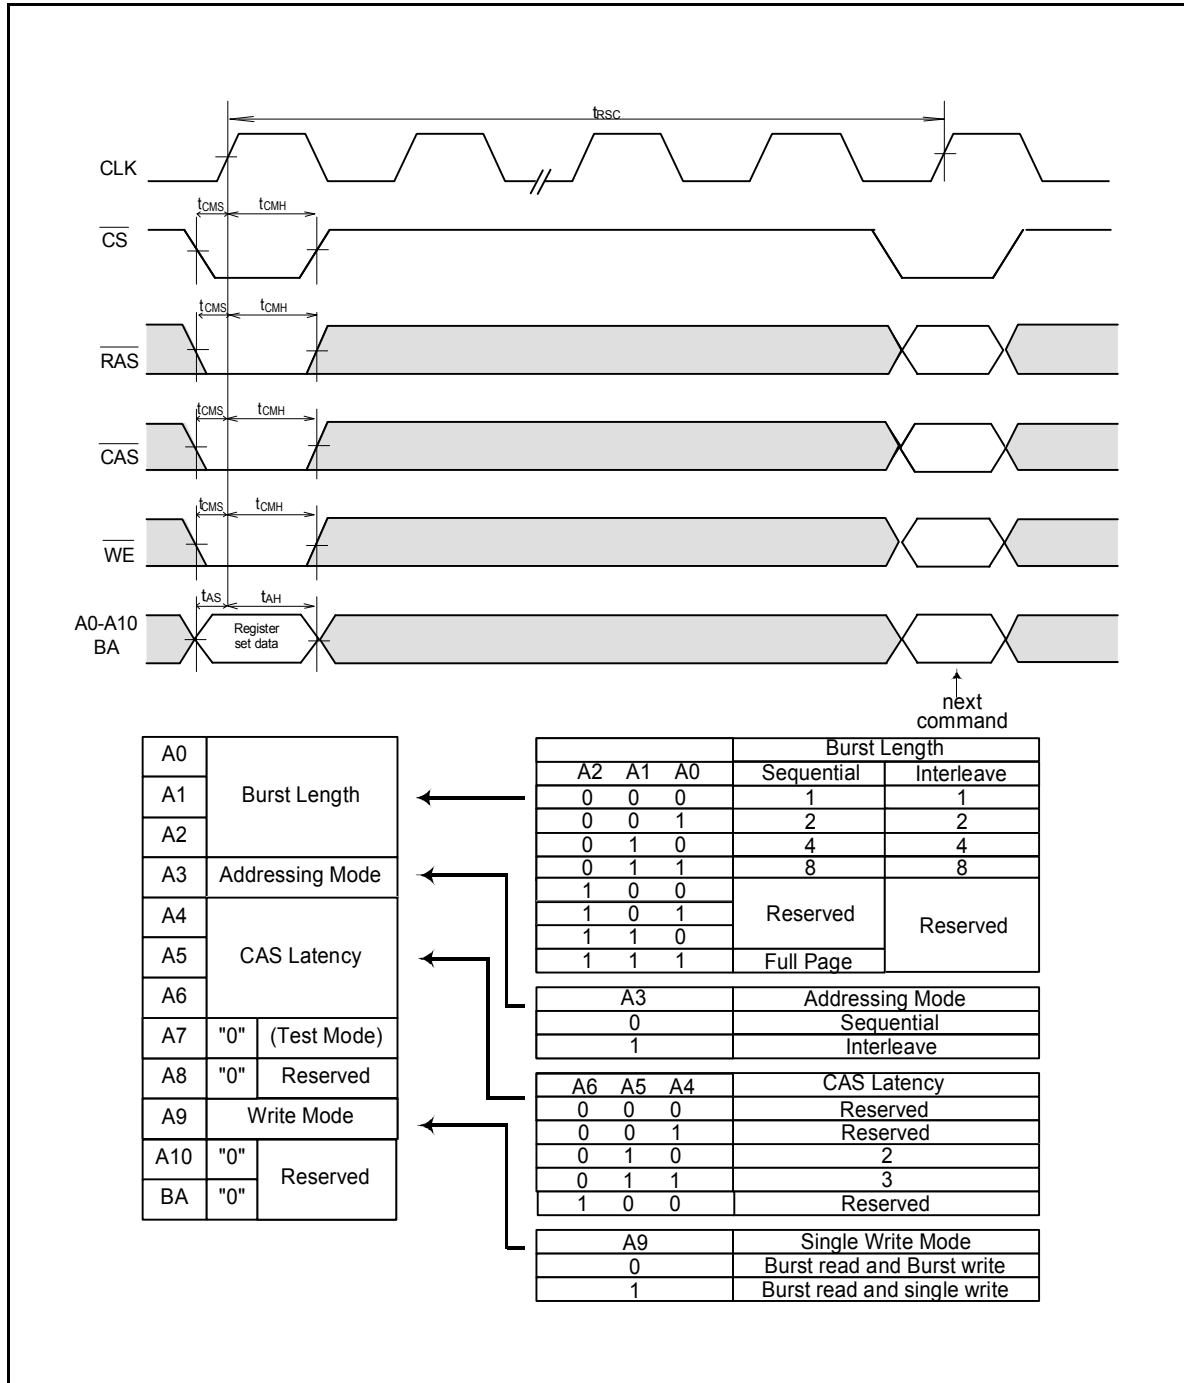 tRSC
CLK
tCMS tCMH
CS
tCMS tCMH
RAS
tCMS tCMH
CAS
tCMS tCMH
WE
tAS tAH
A0-A10
BA
Register
set data
next
command
A0
A1 Burst Length
A2
A3 Addressing Mode
A4
A5 CAS Latency
A6
A7 "0" (Test Mode)
A8 "0" Reserved
A9 Write Mode
A10 "0"
Reserved
BA "0"
Burst Length
A2 A1 A0 Sequential Interleave
0 0 0 1 1
0 0 1 2 2
0 1 0 4 4
0 1 1 8 8
1 0 0
1 0 1 Reserved Reserved
1 1 0
1 1 1 Full Page
A3 Addressing Mode
0 Sequential
1 Interleave
A6 A5 A4 CAS Latency
0 0 0 Reserved
0 0 1 Reserved
0 1 0 2
0 1 1 3
1 0 0 Reserved
A9 Single Write Mode
0 Burst read and Burst write
1 Burst read and single write